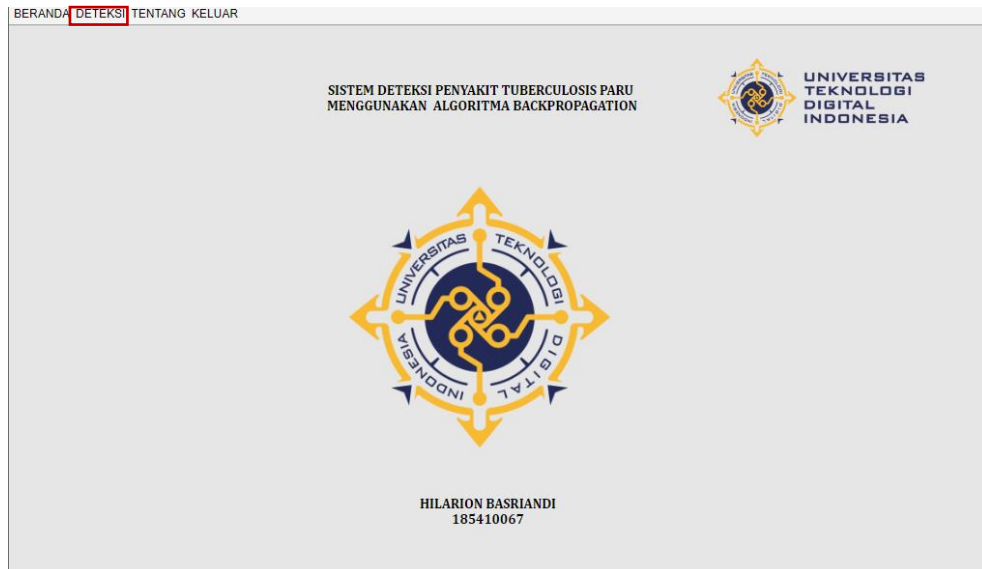 BERANDA DETEKSI TENTANG KELUAR
SISTEM DETEKSI PENYAKIT TUBERCULOSIS PARU
MENGGUNAKAN ALGORITMA BACKPROPAGATION
UNIVERSITAS
TEKNOLOGI
DIGITAL
INDONESIA
UNIVERSITAS TEKNOLOGI
DIGITAL INDONESIA
HILARION BASRIANDI
185410067